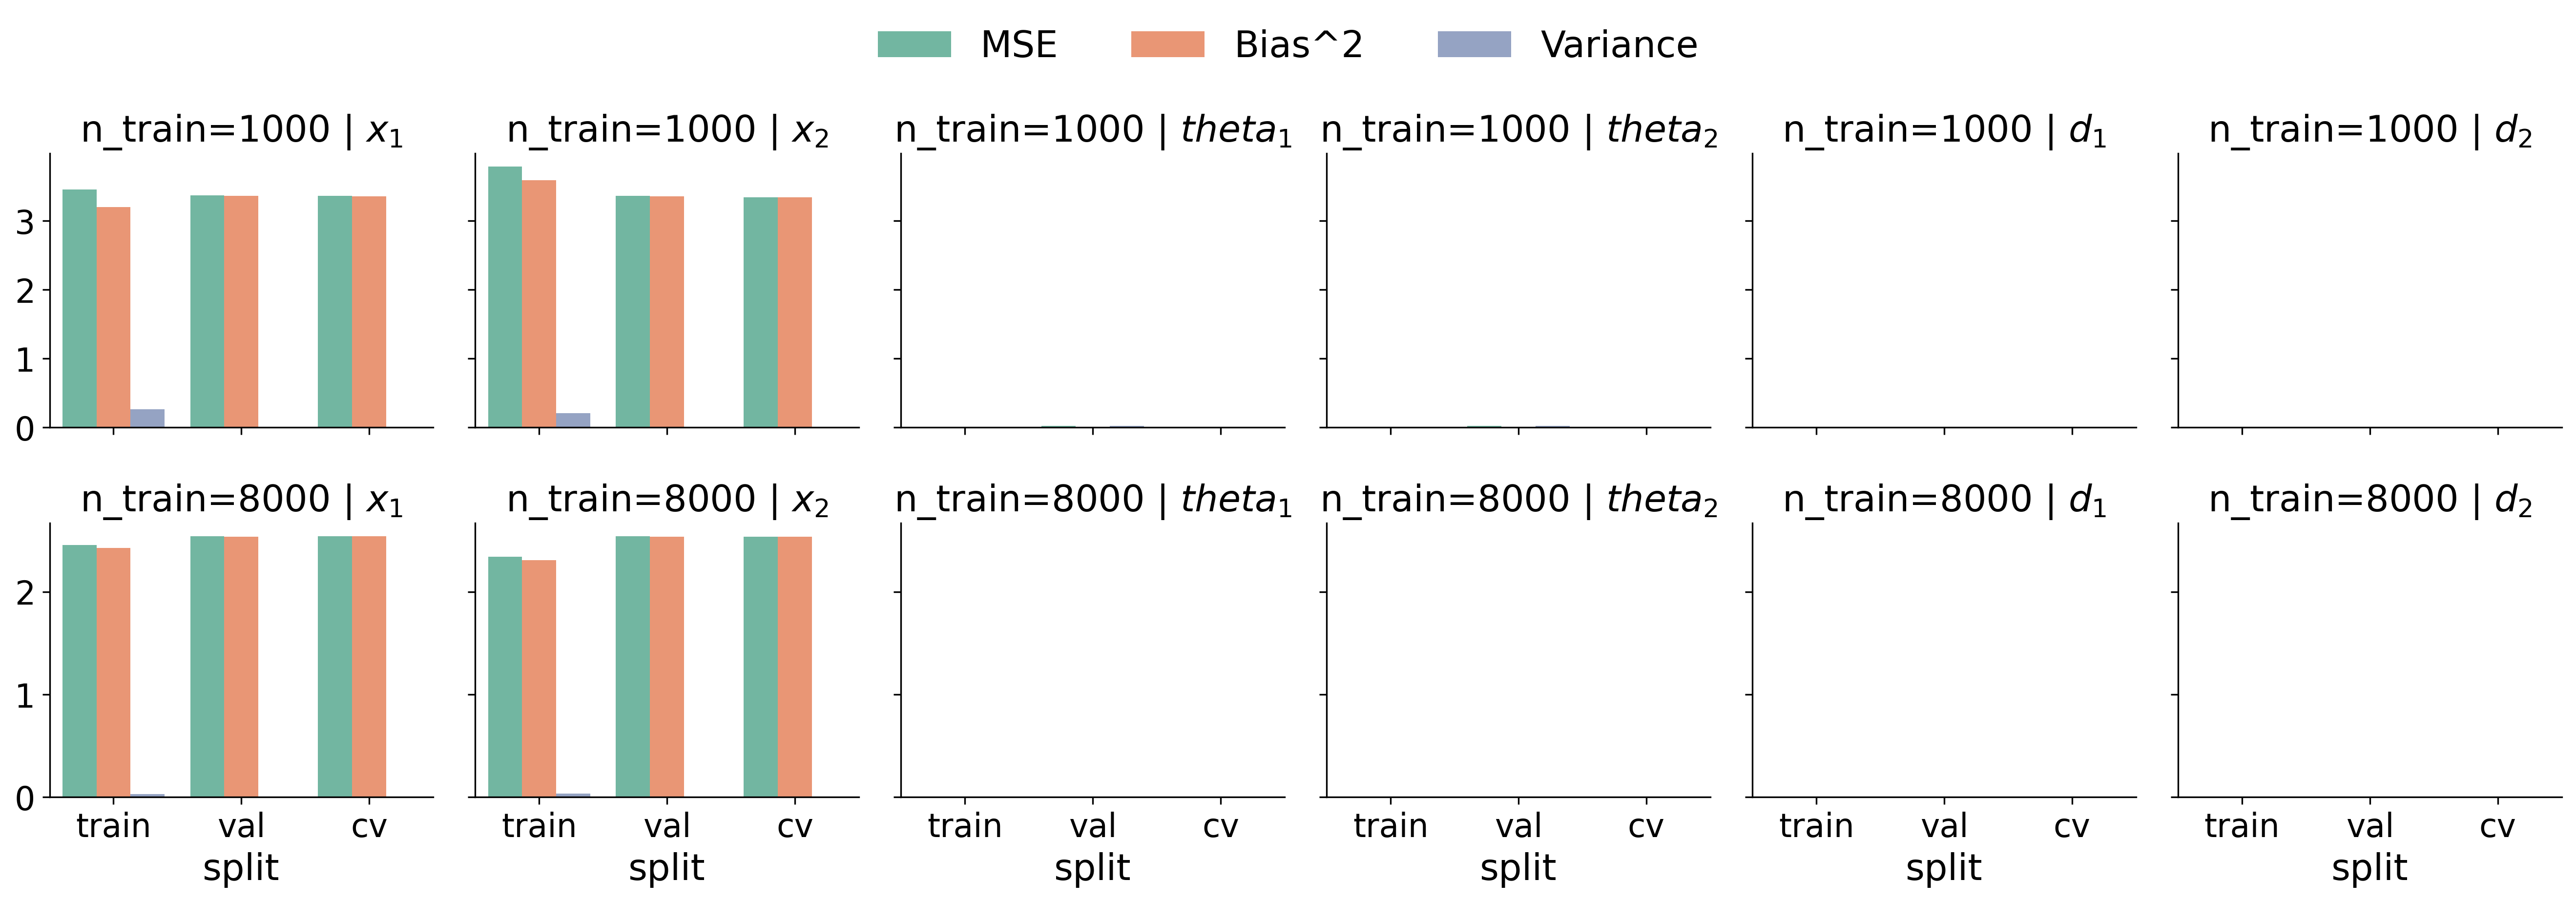 MSE Bias^2 Variance
n_train=1000 | x₁ n_train=1000 | x₂ n_train=1000 | theta₁ n_train=1000 | theta₂ n_train=1000 | d₁ n_train=1000 | d₂
3
2
1
0
n_train=8000 | x₁ n_train=8000 | x₂ n_train=8000 | theta₁ n_train=8000 | theta₂ n_train=8000 | d₁ n_train=8000 | d₂
2
1
0
train val cv train val cv train val cv train val cv train val cv train val cv
split split split split split split